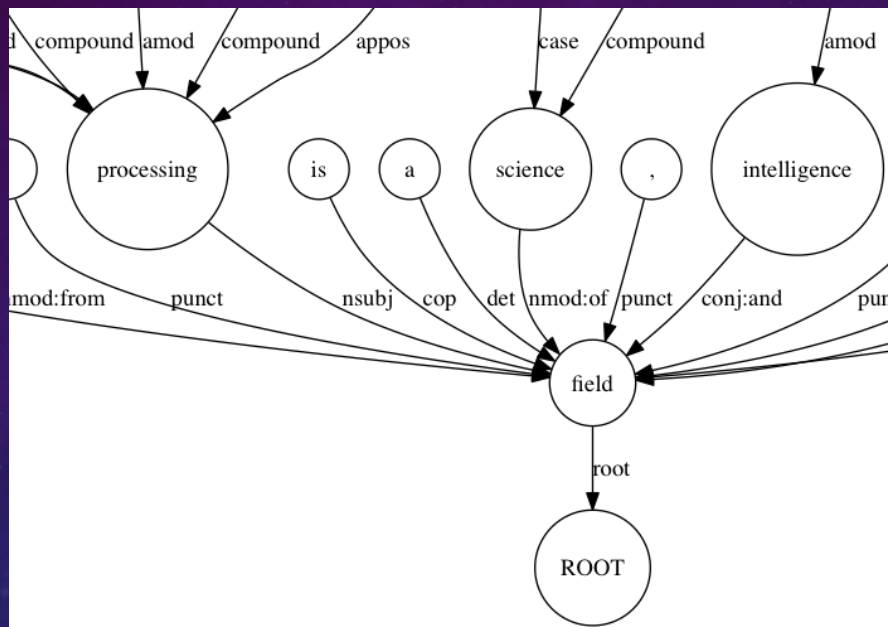 d compound amod compound appos case compound amod
processing is a science , intelligence
nmod:from punct nsubj cop det nmod:of punct conj:and pun
field
root
ROOT